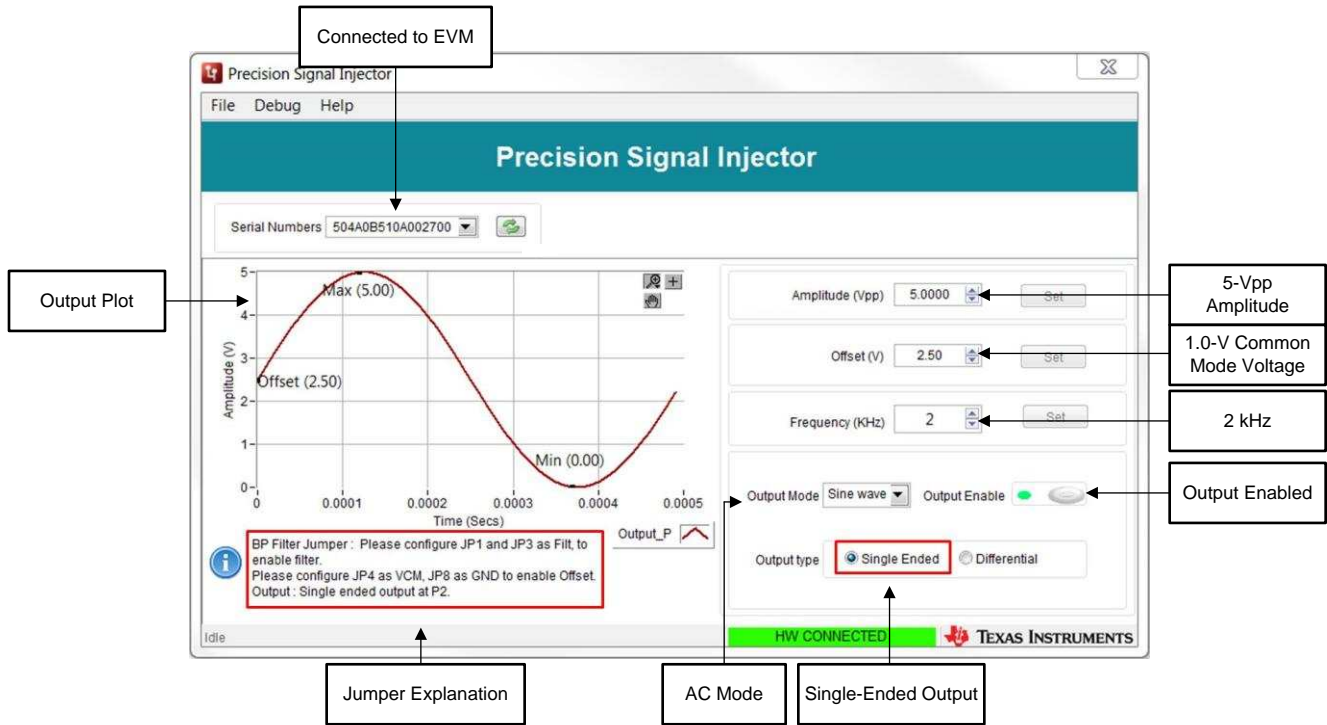 Connected to EVM
Precision Signal Injector
File Debug Help
Precision Signal Injector
Serial Numbers 504A0B510A002700
Output Plot
5
4
3
2
1
0
Amplitude (V)
Max (5.00)
Offset (2.50)
Min (0.00)
0 0.0001 0.0002 0.0003 0.0004 0.0005
Time (Secs)
Output_P
BP Filter Jumper : Please configure JP1 and JP3 as Filt, to
enable filter.
Please configure JP4 as VCM, JP8 as GND to enable Offset.
Output : Single ended output at P2.
Amplitude (Vpp) 5.0000 Set
5-Vpp
Amplitude
Offset (V) 2.50 Set
1.0-V Common
Mode Voltage
Frequency (KHz) 2 Set
2 kHz
Output Mode Sine wave Output Enable
Output Enabled
Output type Single Ended Differential
Idle
HW CONNECTED
TEXAS INSTRUMENTS
Jumper Explanation
AC Mode
Single-Ended Output